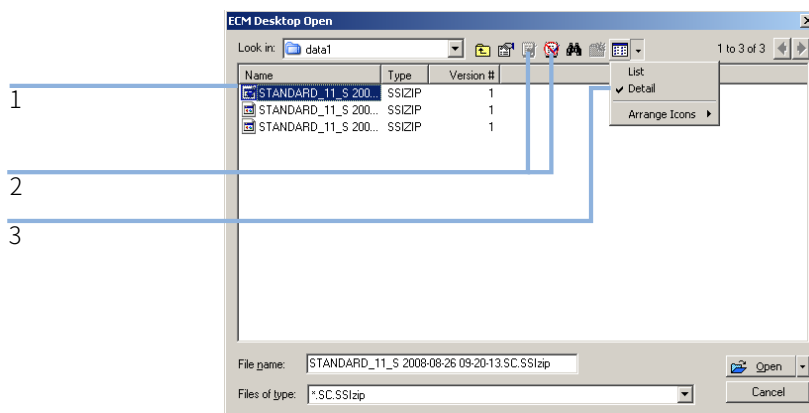 ECM Desktop Open
Look in: data1
1 to 3 of 3
Name Type Version #
STANDARD_11_S 200... SSIZIP 1
STANDARD_11_S 200... SSIZIP 1
STANDARD_11_S 200... SSIZIP 1
List
Detail
Arrange Icons
1
2
3
File name: STANDARD_11_S 2008-08-26 09-20-13.SC.SSIzip
Open
Files of type: *.SC.SSIzip
Cancel